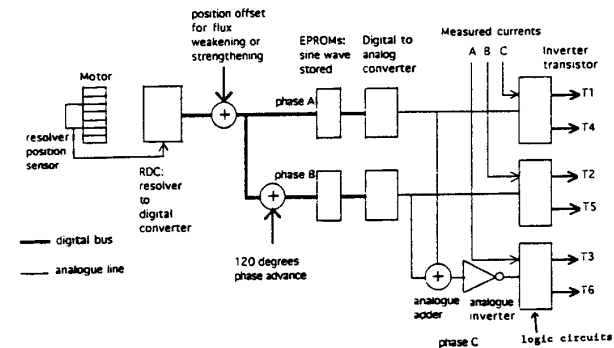 position offset
for flux
weakening or
strengthening
EPROMs:
sine wave
stored
Digital to
analog
converter
Measured currents
A B C
Inverter
transistor
Motor
resolver
position
sensor
RDC:
resolver
to
digital
converter
+
phase A
T1
T4
phase B
+
T2
T5
120 degrees
phase advance
digital bus
analogue line
+
analogue
adder
analogue
inverter
T3
T6
phase C
logic circuits